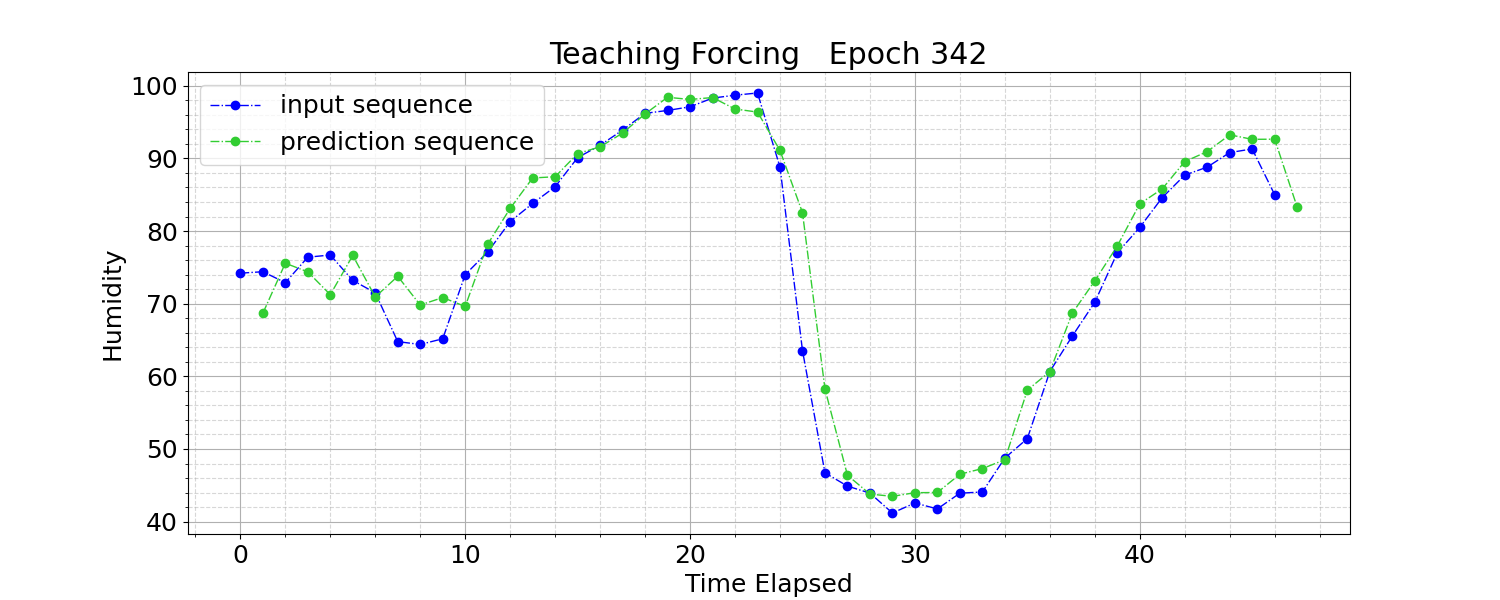 Teaching Forcing   Epoch 342
100
90
80
70
60
50
40
Humidity
input sequence
prediction sequence
0 10 20 30 40
Time Elapsed